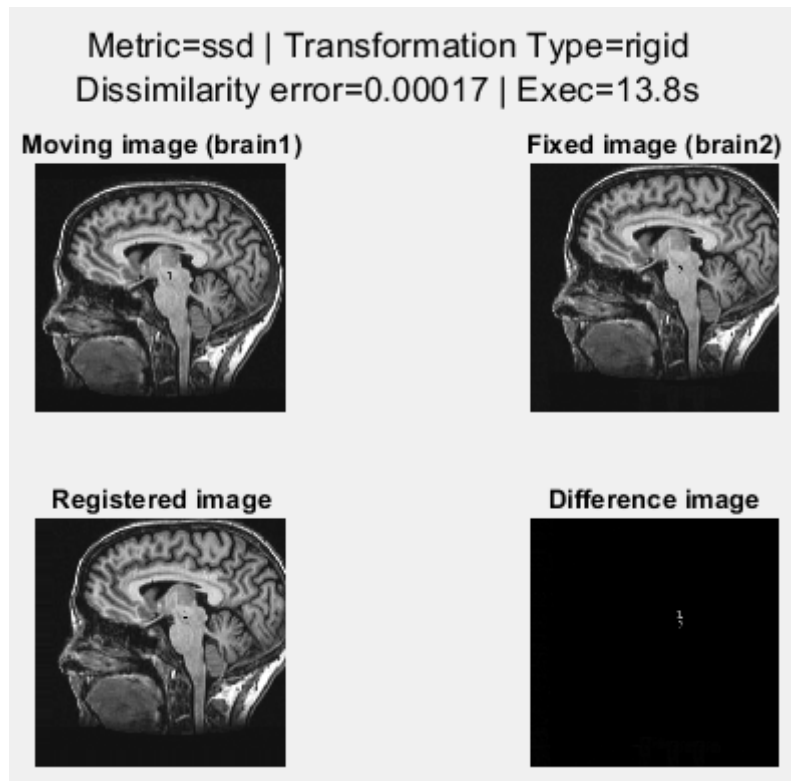 Metric=ssd | Transformation Type=rigid
Dissimilarity error=0.00017 | Exec=13.8s
Moving image (brain1)
Fixed image (brain2)
Registered image
Difference image